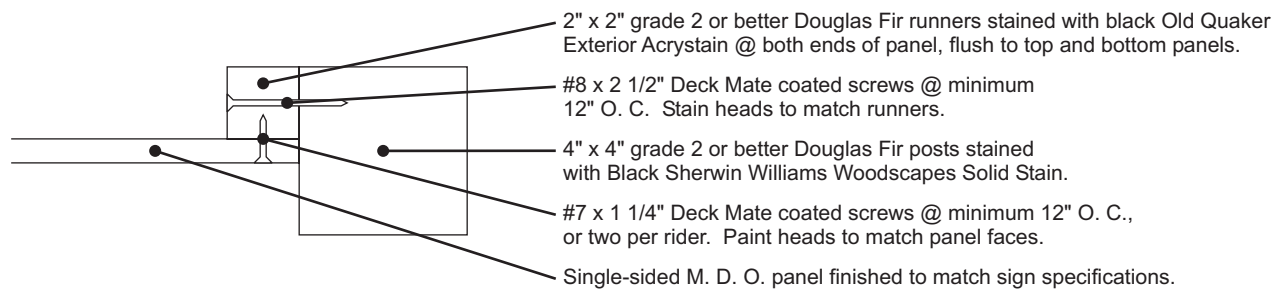 2" x 2" grade 2 or better Douglas Fir runners stained with black Old Quaker
Exterior Acrystain @ both ends of panel, flush to top and bottom panels.
#8 x 2 1/2" Deck Mate coated screws @ minimum
12" O. C.  Stain heads to match runners.
4" x 4" grade 2 or better Douglas Fir posts stained
with Black Sherwin Williams Woodscapes Solid Stain.
#7 x 1 1/4" Deck Mate coated screws @ minimum 12" O. C.,
or two per rider.  Paint heads to match panel faces.
Single-sided M. D. O. panel finished to match sign specifications.